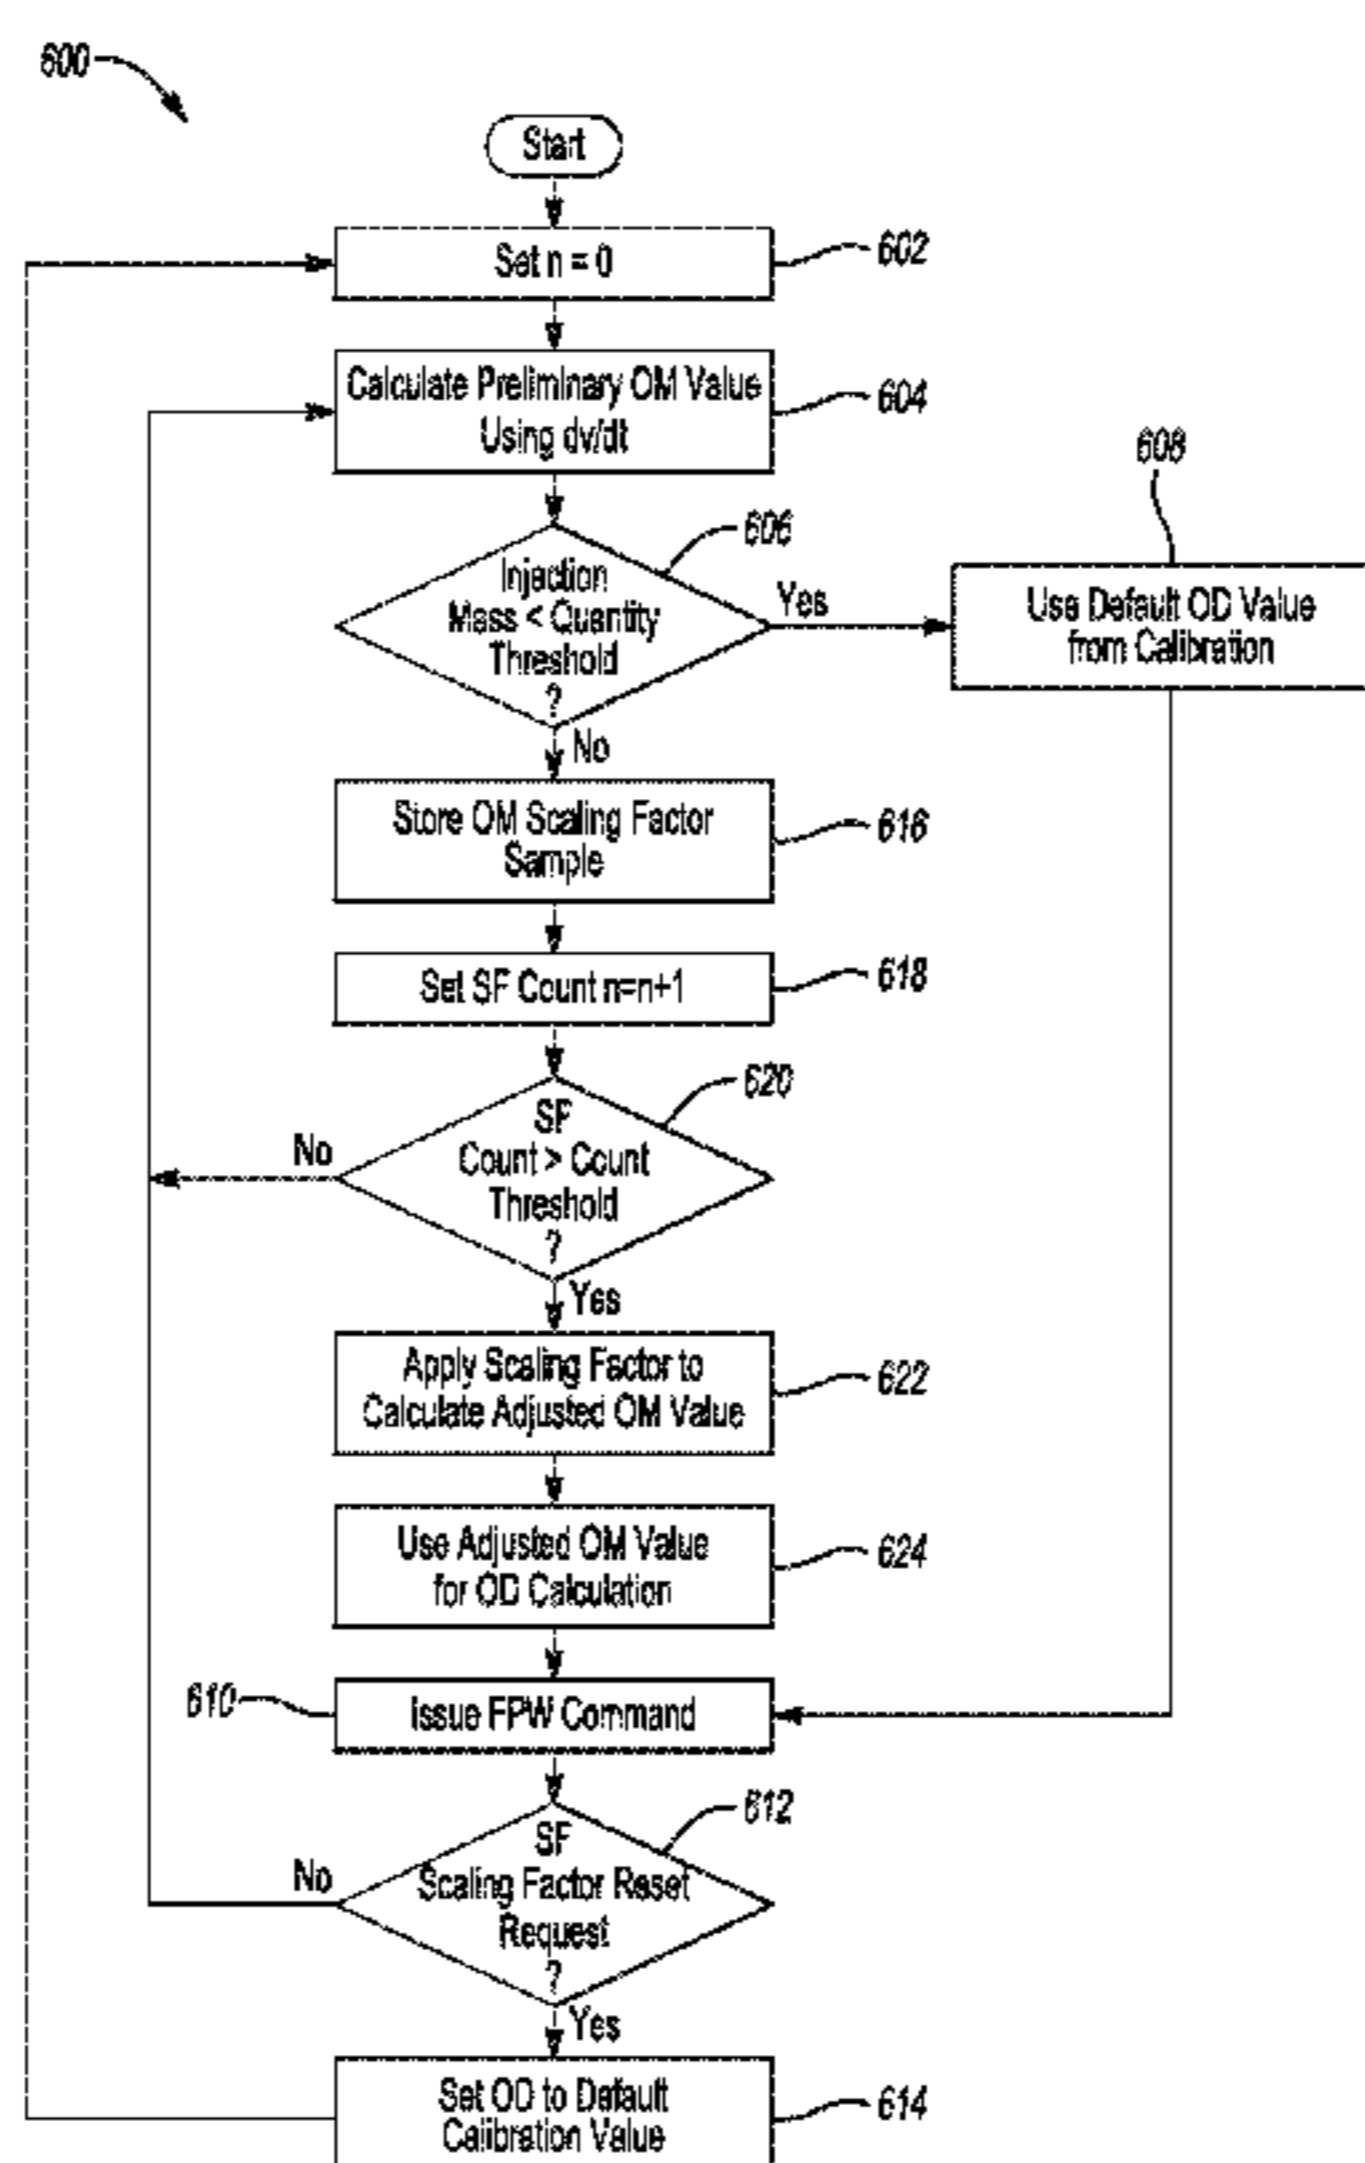 600
Start
Set n = 0
602
Calculate Preliminary OM Value
Using dv/dt
604
606
608
Injection
Mass < Quantity
Threshold
?
Yes
Use Default OD Value
from Calibration
No
Store OM Scaling Factor
Sample
616
Set SF Count n=n+1
618
620
SF
Count > Count
Threshold
?
No
Yes
Apply Scaling Factor to
Calculate Adjusted OM Value
622
Use Adjusted OM Value
for OD Calculation
624
610
Issue FPW Command
612
SF
Scaling Factor Reset
Request
?
No
Yes
Set OD to Default
Calibration Value
614